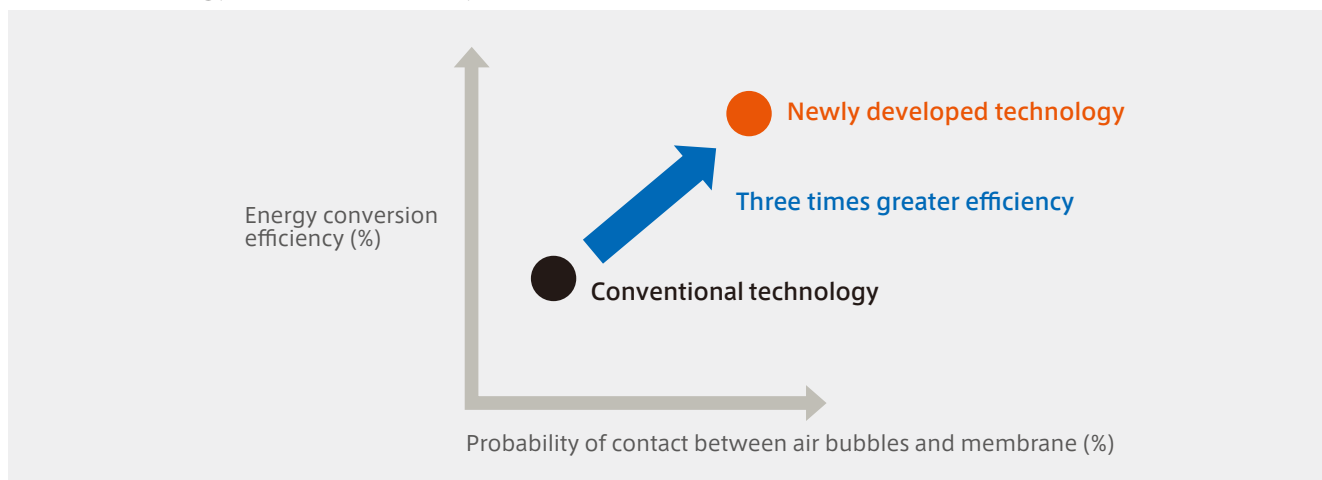 Newly developed technology
Three times greater efficiency
Energy conversion
efficiency (%)
Conventional technology
Probability of contact between air bubbles and membrane (%)